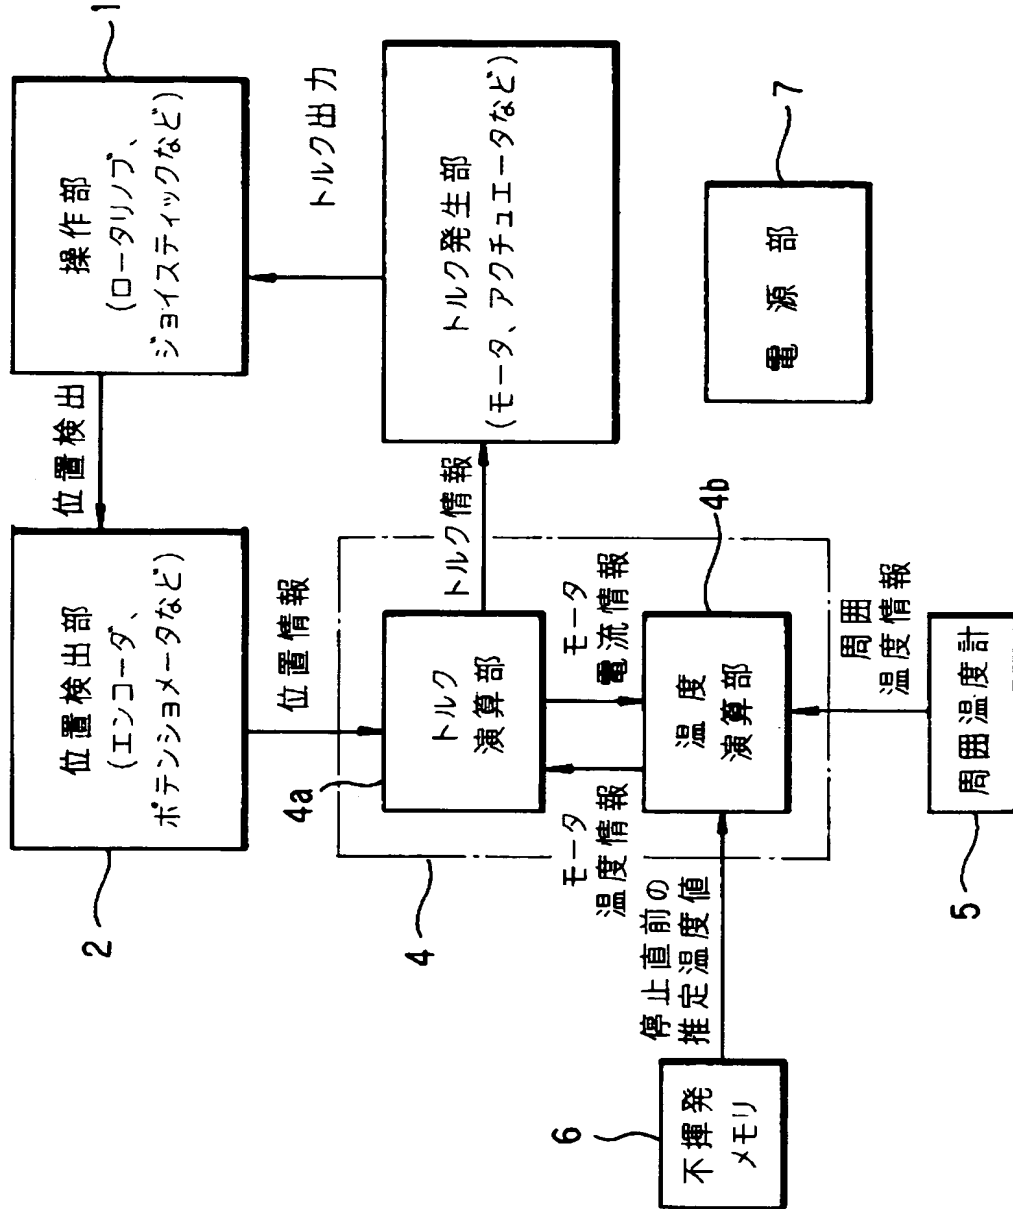 1
操作部
(ロータリノブ、
ジョイスティックなど)
位置検出
2
位置検出部
(エンコーダ、
ポテンショメータなど)
トルク出力
位置情報
トルク発生部
(モータ、アクチュエータなど)
トルク情報
4
4a
トルク
演算部
モータ
電流情報
モータ
温度情報
4b
温度
演算部
7
電源部
停止直前の
推定温度値
6
不揮発
メモリ
周囲
温度情報
5
周囲温度計